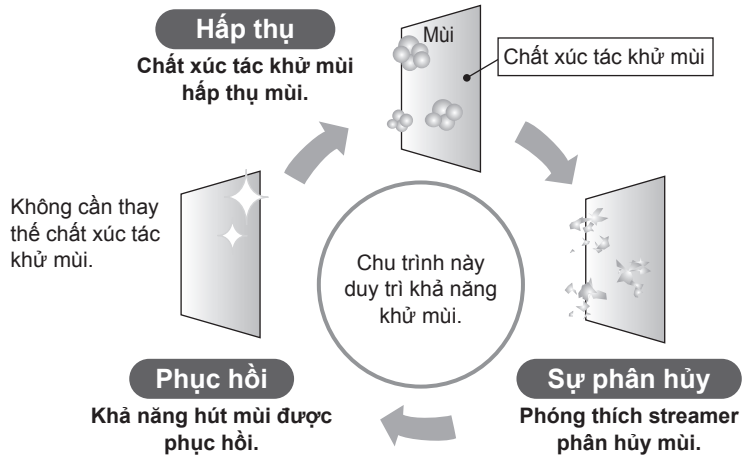 Hấp thụ
Chất xúc tác khử mùi
hấp thụ mùi.
Mùi
Chất xúc tác khử mùi
Không cần thay
thế chất xúc tác
khử mùi.
Chu trình này
duy trì khả năng
khử mùi.
Phục hồi
Khả năng hút mùi được
phục hồi.
Sự phân hủy
Phóng thích streamer
phân hủy mùi.